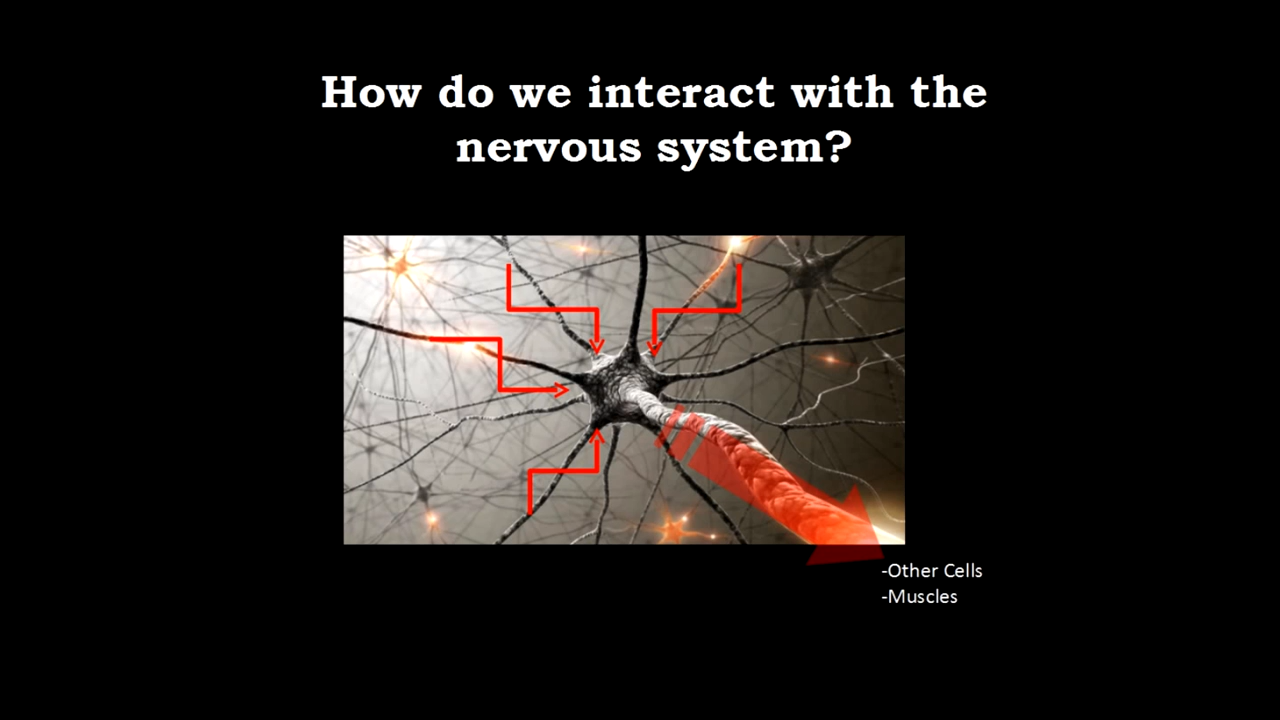 How do we interact with the
nervous system?
-Other Cells
-Muscles